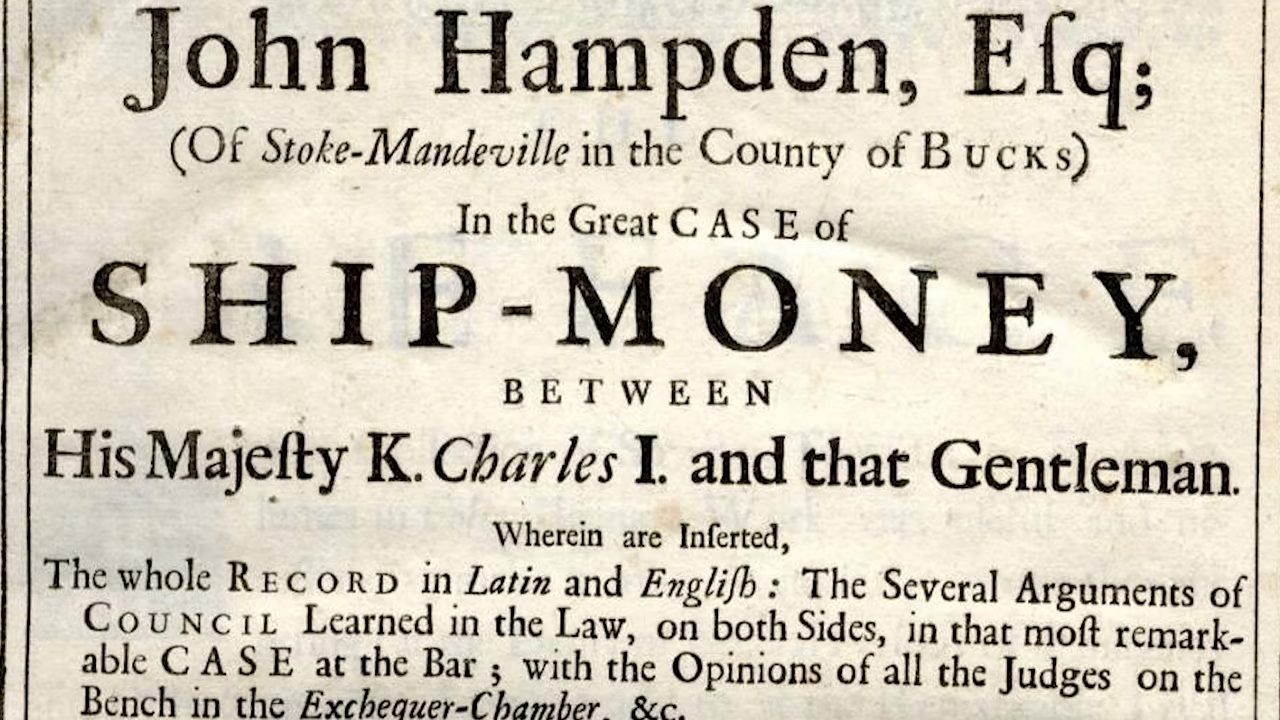 John Hampden, Eſq;
(Of Stoke-Mandeville in the County of BUCKS)
In the Great CASE of
SHIP-MONEY,
BETWEEN
His Majeſty K. Charles I. and that Gentleman.
Wherein are Inſerted,
The whole RECORD in Latin and Engliſh: The Several Arguments of
COUNCIL Learned in the Law, on both Sides, in that moſt remark-
able CASE at the Bar; with the Opinions of all the Judges on the
Bench in the Exchequer-Chamber, &c.